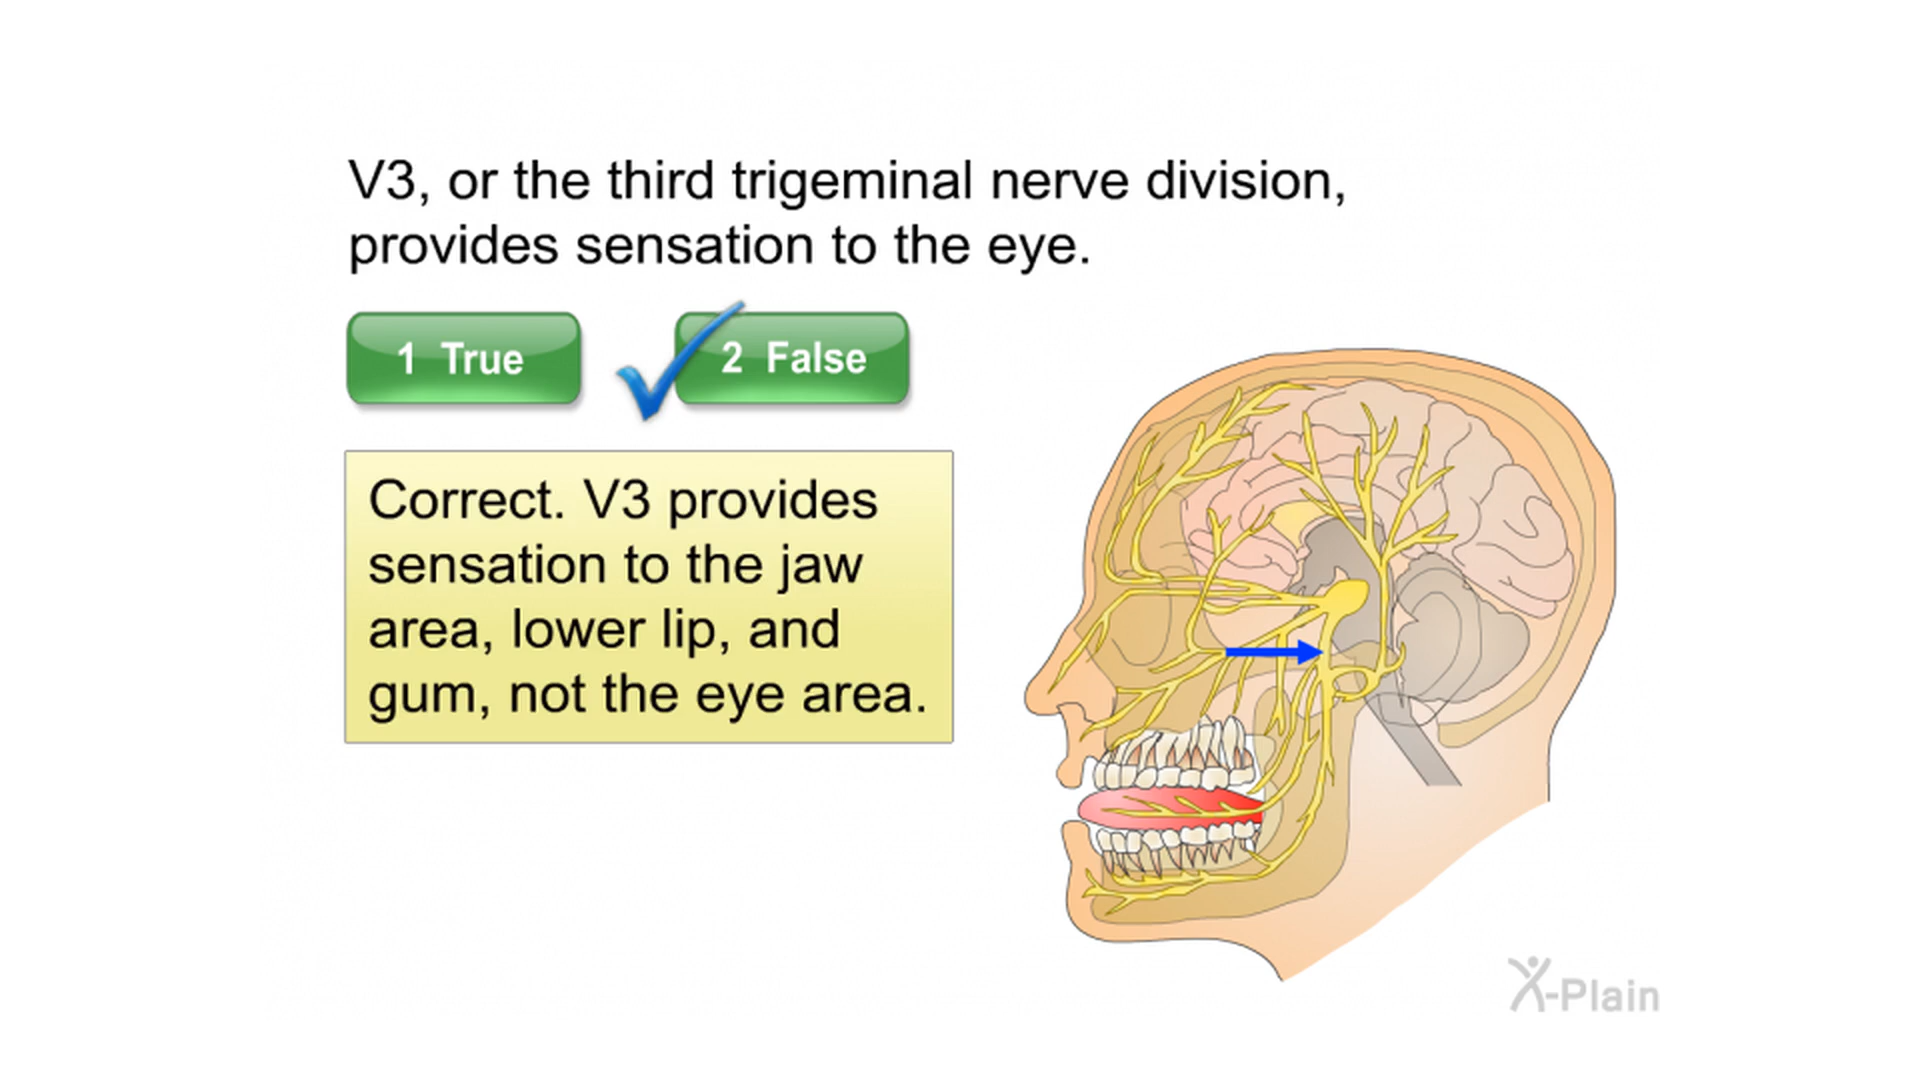 V3, or the third trigeminal nerve division,
provides sensation to the eye.
1 True
2 False
Correct. V3 provides
sensation to the jaw
area, lower lip, and
gum, not the eye area.
X-Plain